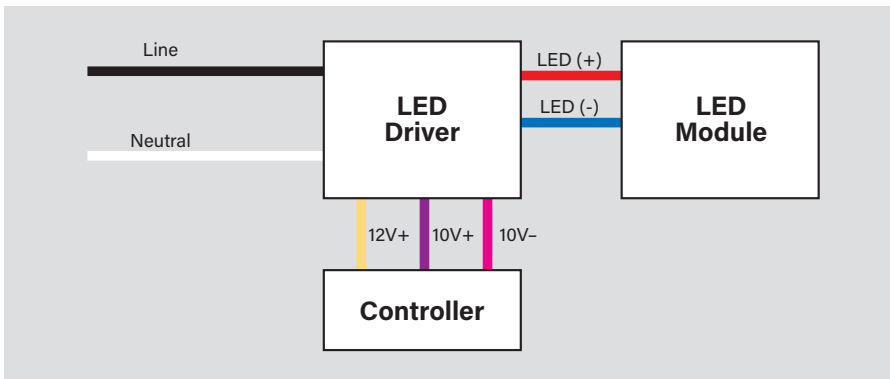 Line
LED (+)
LED
Driver
LED (-)
LED
Module
Neutral
12V+
10V+
10V–
Controller